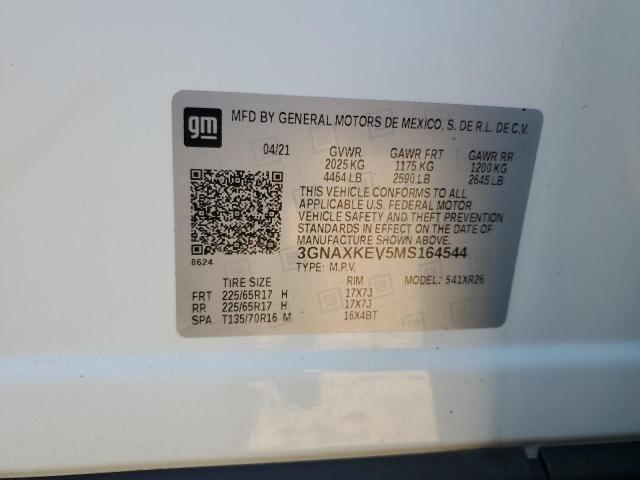 gm
MFD BY GENERAL MOTORS DE MEXICO, S. DE R.L. DE C.V.
04/21 GVWR GAWR FRT GAWR RR
2025 KG 1175 KG 1200 KG
4464 LB 2590 LB 2645 LB
THIS VEHICLE CONFORMS TO ALL
APPLICABLE U.S. FEDERAL MOTOR
VEHICLE SAFETY AND THEFT PREVENTION
STANDARDS IN EFFECT ON THE DATE OF
MANUFACTURE SHOWN ABOVE.
8624 3GNAXKEV5MS164544
TYPE: M.P.V. MODEL: 541XR26
TIRE SIZE RIM
FRT 225/65R17 H 17X7J
RR 225/65R17 H 17X7J
SPA T135/70R16 M 16X4BT